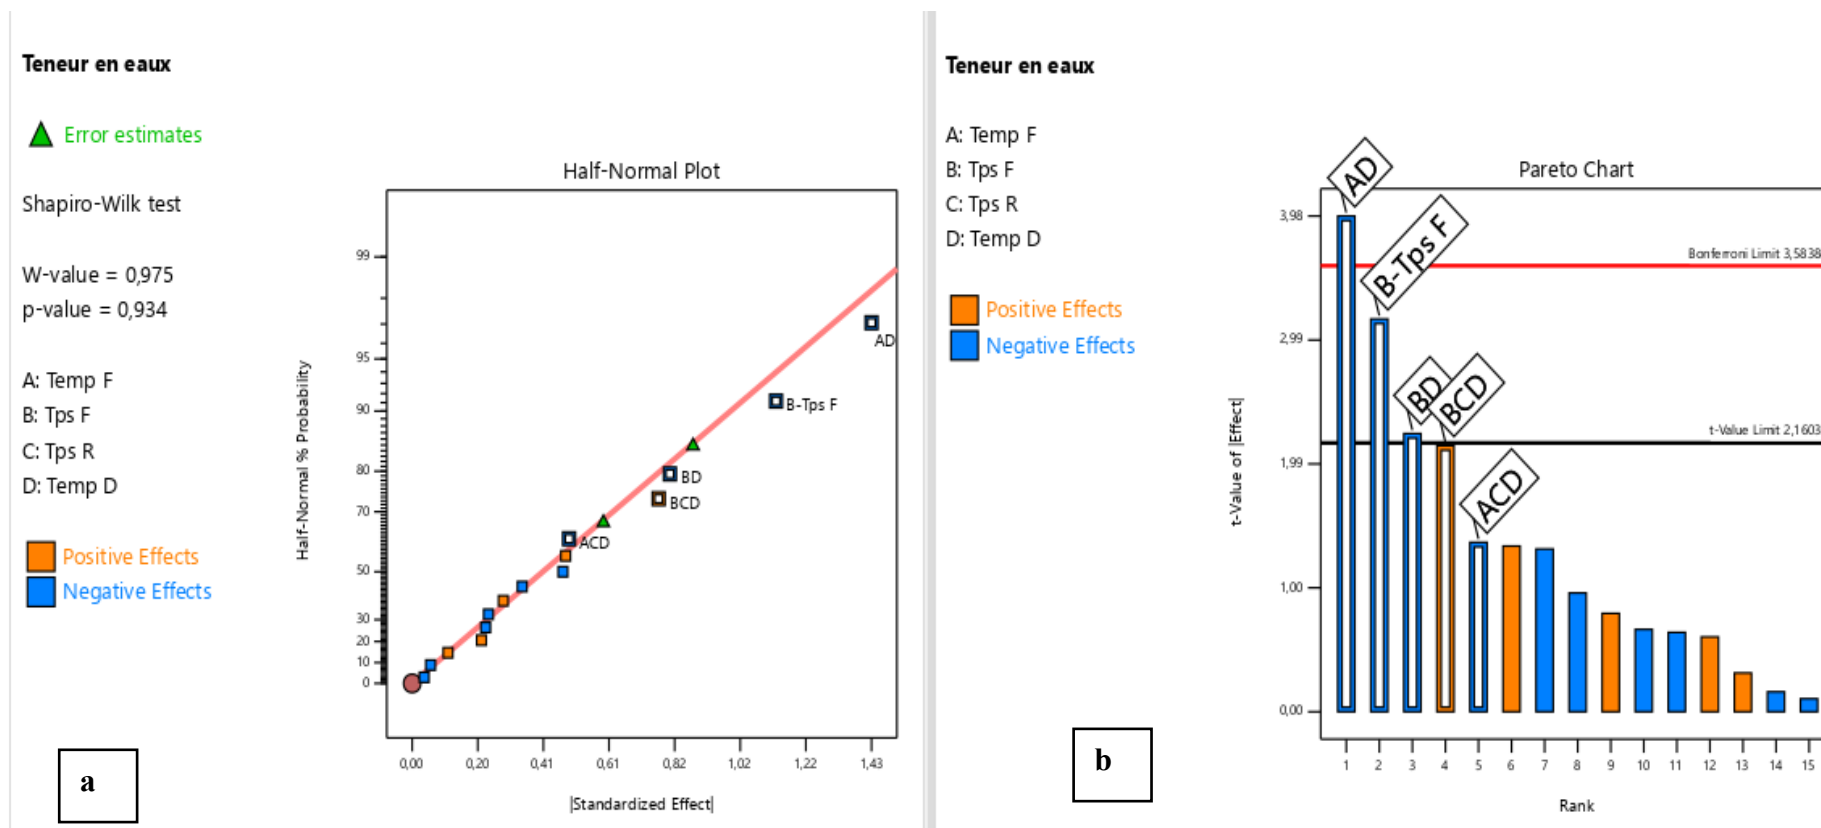 Teneur en eaux
Error estimates
Shapiro-Wilk test
W-value = 0,975
p-value = 0,934
A: Temp F
B: Tps F
C: Tps R
D: Temp D
Positive Effects
Negative Effects
a
Half-Normal Plot
Half-Normal % Probability
99
95
90
80
70
50
30
20
10
0
AD
B-Tps F
BD
BCD
ACD
0,00
0,20
0,41
0,61
0,82
1,02
1,22
1,43
|Standardized Effect|
Teneur en eaux
A: Temp F
B: Tps F
C: Tps R
D: Temp D
Positive Effects
Negative Effects
b
Pareto Chart
t-Value of |Effect|
3,98
2,99
1,99
1,00
0,00
AD
B-Tps F
BD
BCD
ACD
Bonferroni Limit 3,5838
t-Value Limit 2,1603
1
2
3
4
5
6
7
8
9
10
11
12
13
14
15
Rank